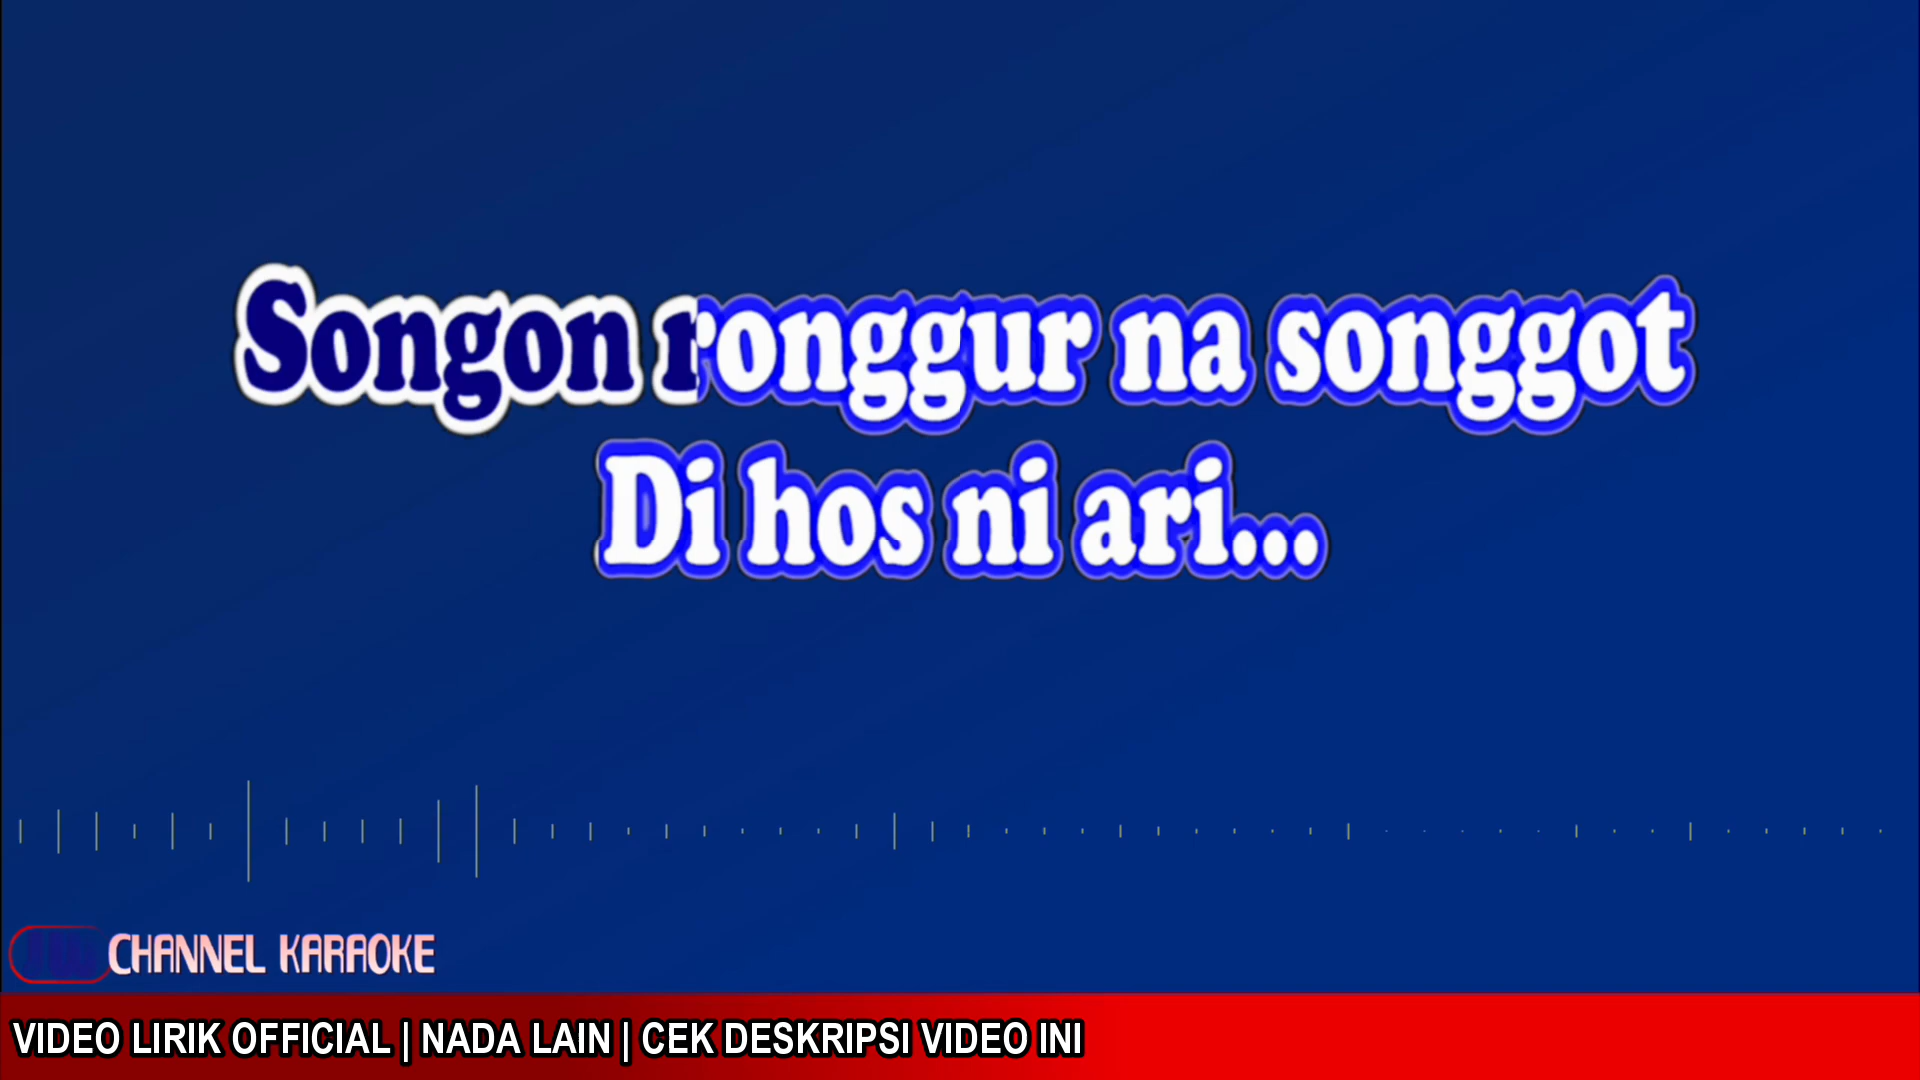 Songon ronggur na songgot
Di hos ni ari...
CHANNEL KARAOKE
VIDEO LIRIK OFFICIAL | NADA LAIN | CEK DESKRIPSI VIDEO INI